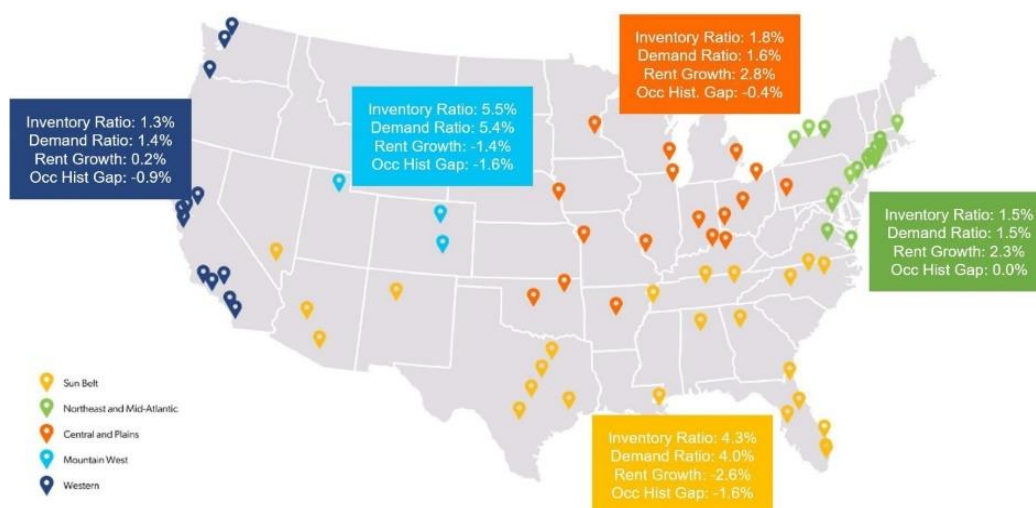 Inventory Ratio: 1.8%
Demand Ratio: 1.6%
Rent Growth: 2.8%
Occ Hist. Gap: -0.4%
Inventory Ratio: 5.5%
Demand Ratio: 5.4%
Rent Growth: -1.4%
Occ Hist Gap: -1.6%
Inventory Ratio: 1.3%
Demand Ratio: 1.4%
Rent Growth: 0.2%
Occ Hist Gap: -0.9%
Inventory Ratio: 1.5%
Demand Ratio: 1.5%
Rent Growth: 2.3%
Occ Hist Gap: 0.0%
Sun Belt
Northeast and Mid-Atlantic
Central and Plains
Mountain West
Western
Inventory Ratio: 4.3%
Demand Ratio: 4.0%
Rent Growth: -2.6%
Occ Hist Gap: -1.6%